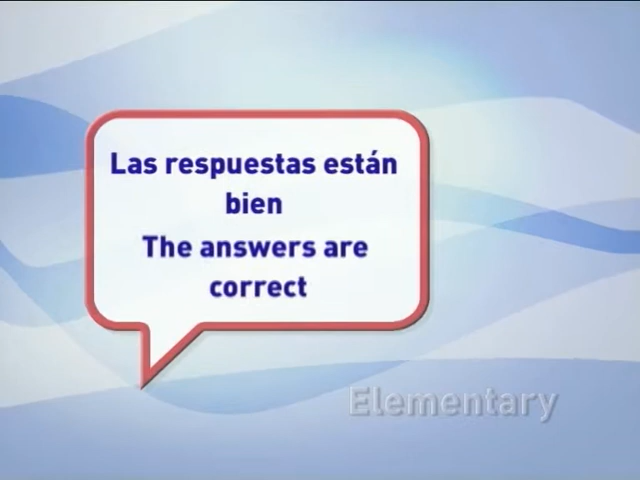 Las respuestas están
bien
The answers are
correct
Elementary